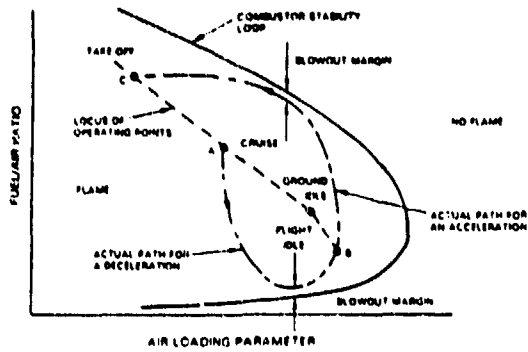 COMBUSTOR STABILITY
LOOP
TAKE OFF
BLOWOUT MARGIN
C
LOCUS OF
OPERATING POINTS
NO FLAME
A
CRUISE
FUEL/AIR RATIO
FLAME
GROUND
IDLE
ACTUAL PATH FOR
AN ACCELERATION
FLIGHT
IDLE
B
ACTUAL PATH FOR
A DECELERATION
BLOWOUT MARGIN
AIR LOADING PARAMETER